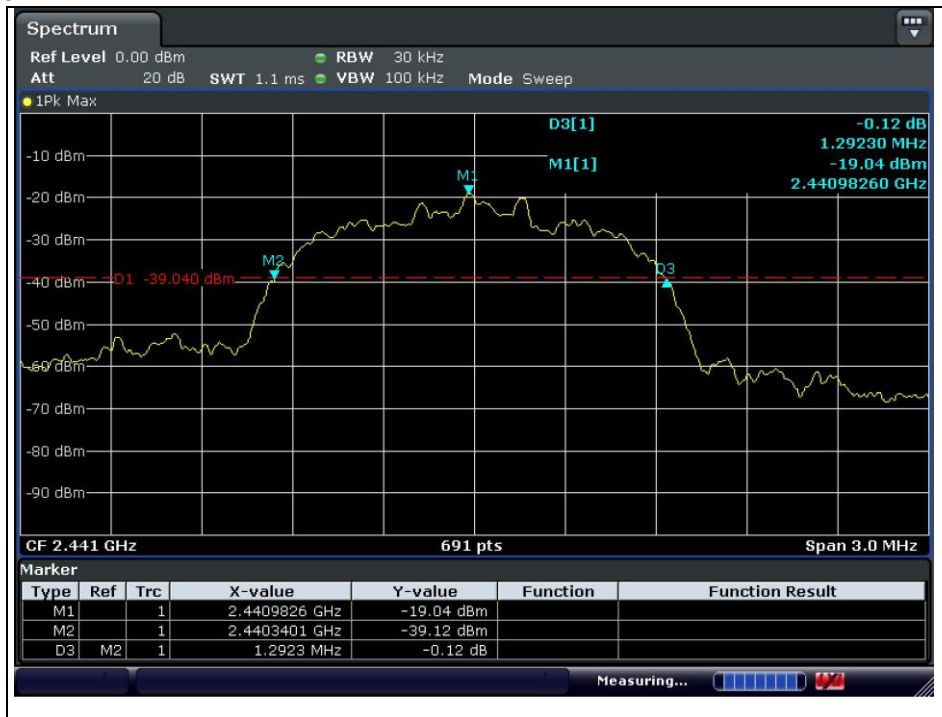 Spectrum
Ref Level 0.00 dBm RBW 30 kHz
Att 20 dB SWT 1.1 ms VBW 100 kHz Mode Sweep
1Pk Max
D3[1] -0.12 dB
1.29230 MHz
M1[1] -19.04 dBm
2.44098260 GHz
-10 dBm
M1
-20 dBm
-30 dBm
M2
D3
D1 -39.040 dBm
-40 dBm
-50 dBm
-60 dBm
-70 dBm
-80 dBm
-90 dBm
CF 2.441 GHz 691 pts Span 3.0 MHz
Marker
Type Ref Trc X-value Y-value Function Function Result
M1 1 2.4409826 GHz -19.04 dBm
M2 1 2.4403401 GHz -39.12 dBm
D3 M2 1 1.2923 MHz -0.12 dB
Measuring...